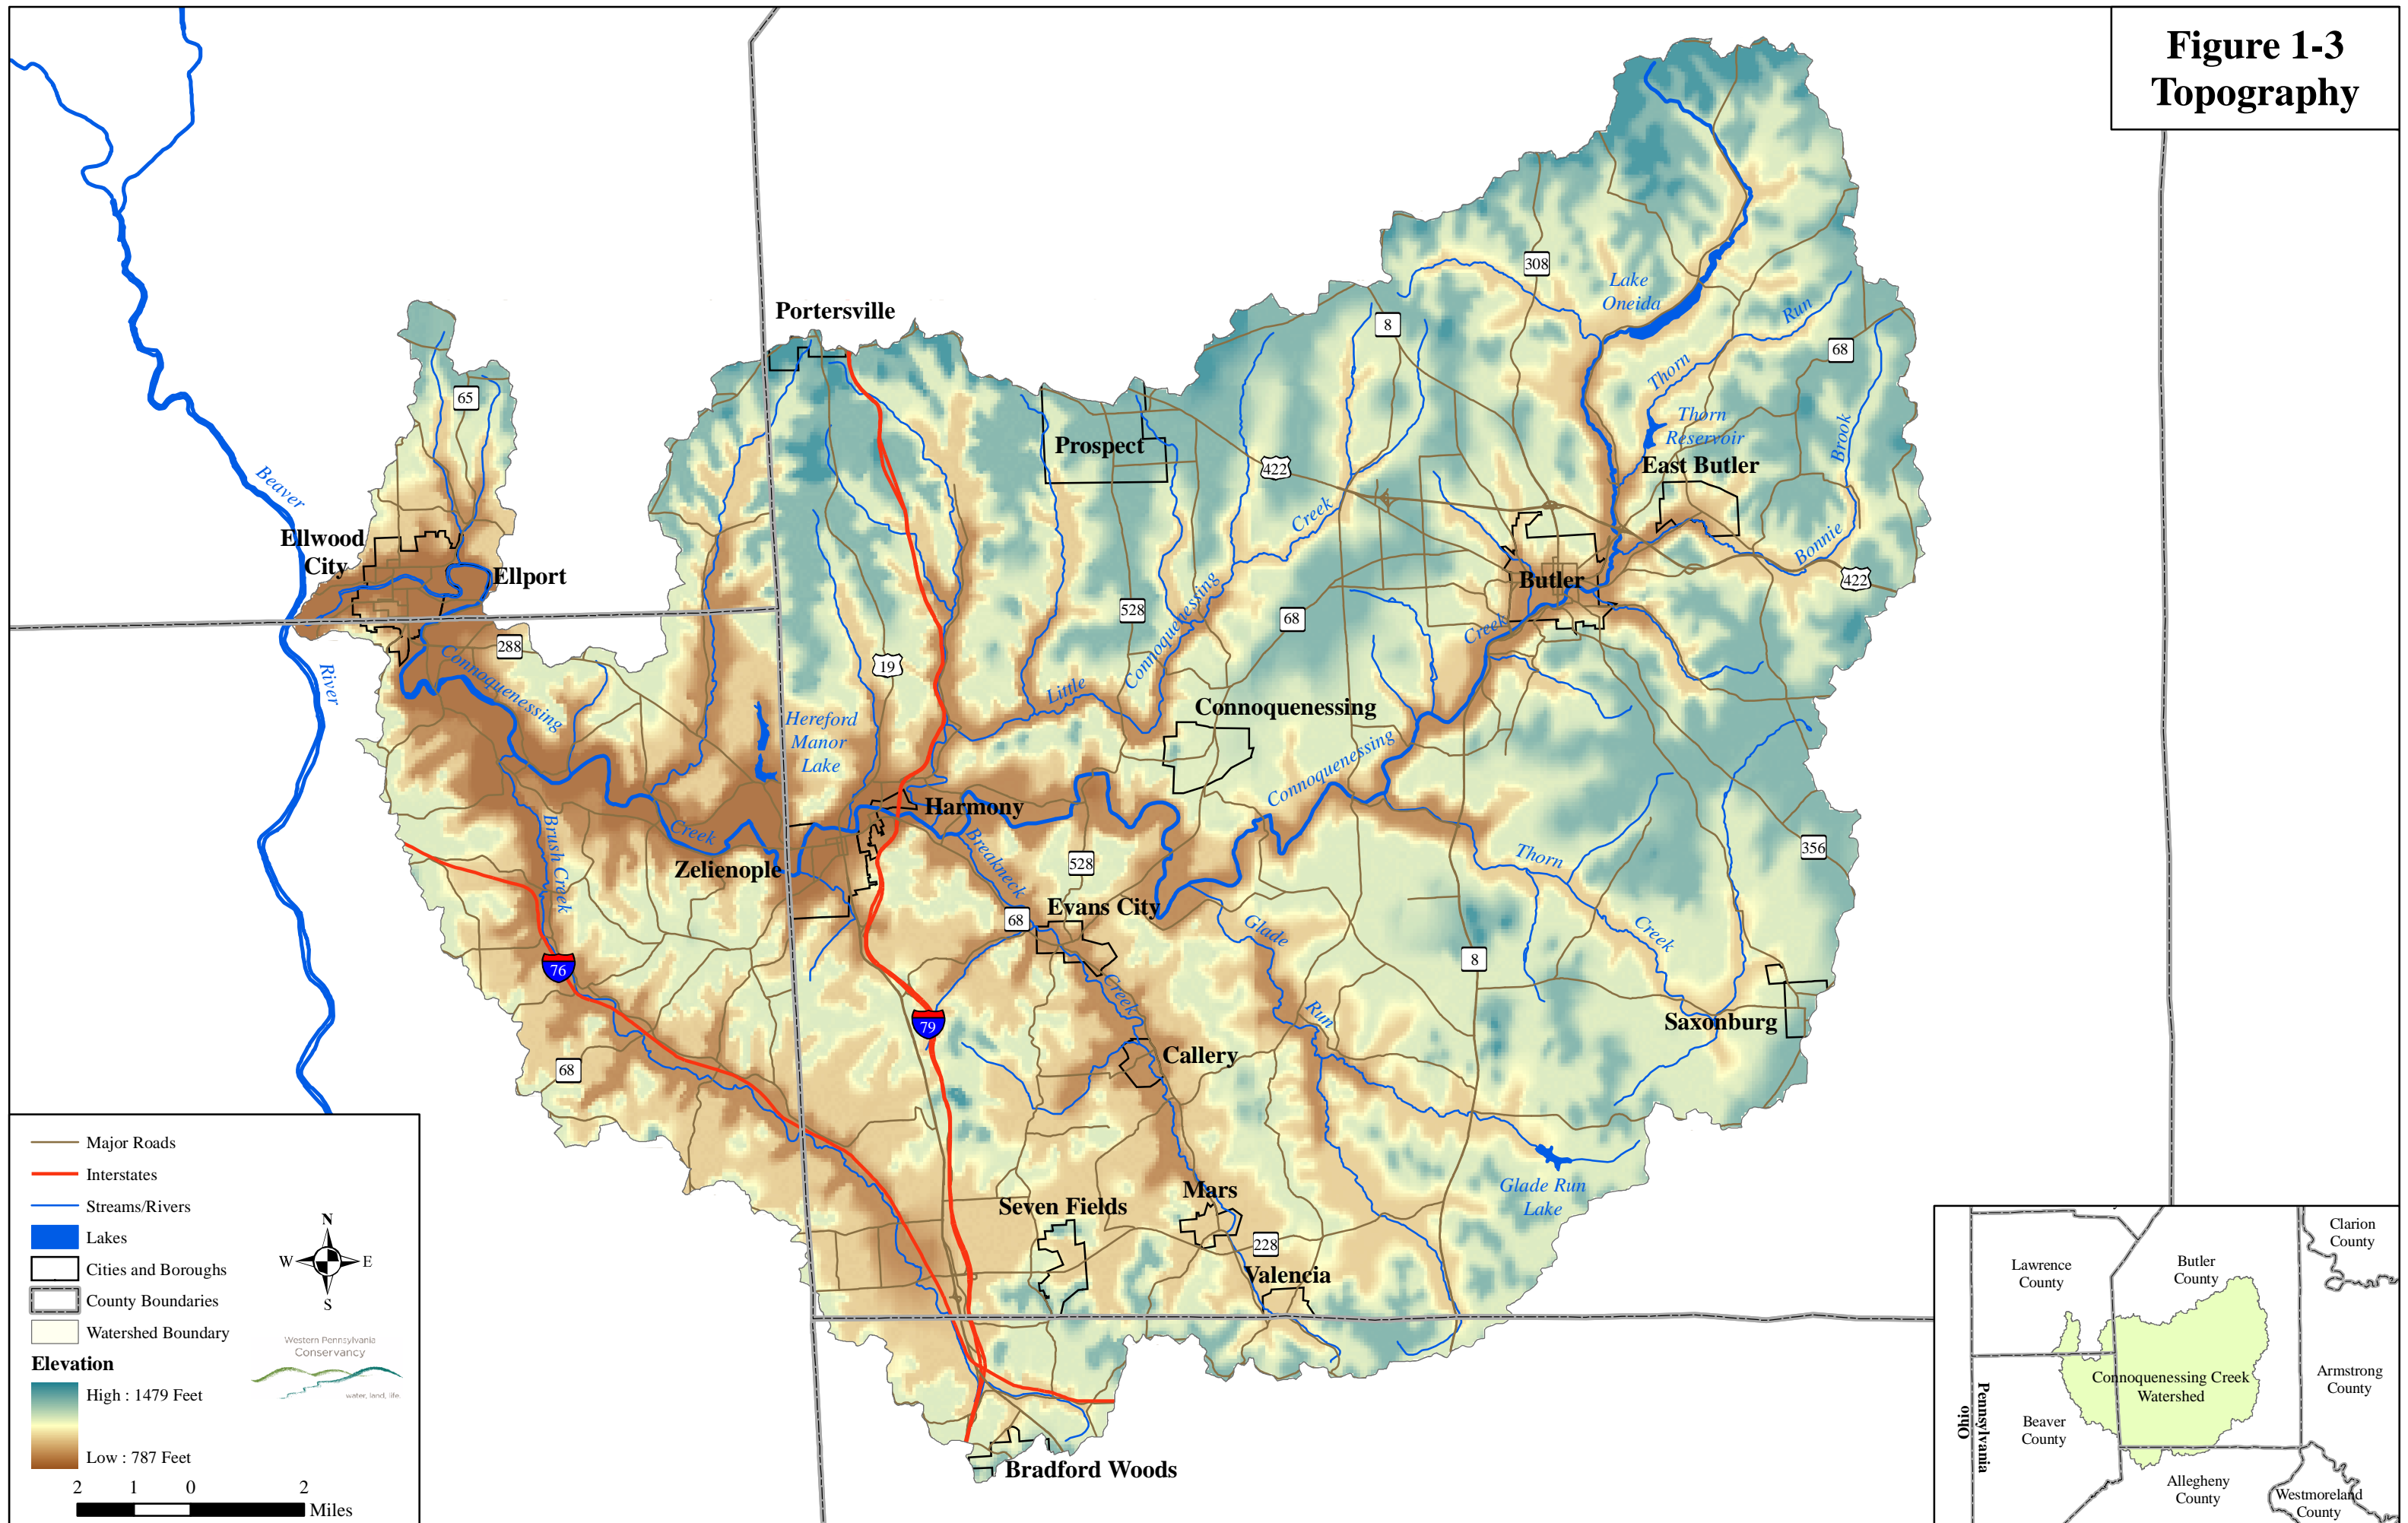 Figure 1-3
Topography
Portersville
308
Lake
Oneida
8
Run
68
Thorn
65
Thorn
Reservoir
Prospect
Brook
East Butler
422
Beaver
Creek
Ellwood
City
Ellport
Bonnie
Butler
422
528
68
Connoquenessing
Creek
288
19
River
Connoquenessing
Little
Hereford
Manor
Lake
Connoquenessing
Connoquenessing
Harmony
Creek
Brush Creek
Breakneck
528
Thorn
356
Zelienople
Evans City
68
Glade
Creek
76
8
Creek
79
Run
Saxonburg
Callery
68
Seven Fields
Mars
Glade Run
Lake
228
Valencia
Bradford Woods
Major Roads
Interstates
Streams/Rivers
Lakes
Cities and Boroughs
County Boundaries
Watershed Boundary
Elevation
High : 1479 Feet
Low : 787 Feet
2 1 0 2
Miles
N
W E
S
Western Pennsylvania
Conservancy
water, land, life.
Clarion
County
Lawrence
County
Butler
County
Connoquenessing Creek
Watershed
Armstrong
County
Pennsylvania
Ohio
Beaver
County
Allegheny
County
Westmoreland
County